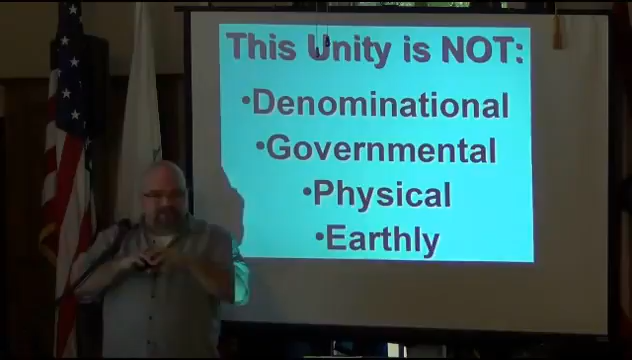 This Unity is NOT:
•Denominational
•Governmental
•Physical
•Earthly